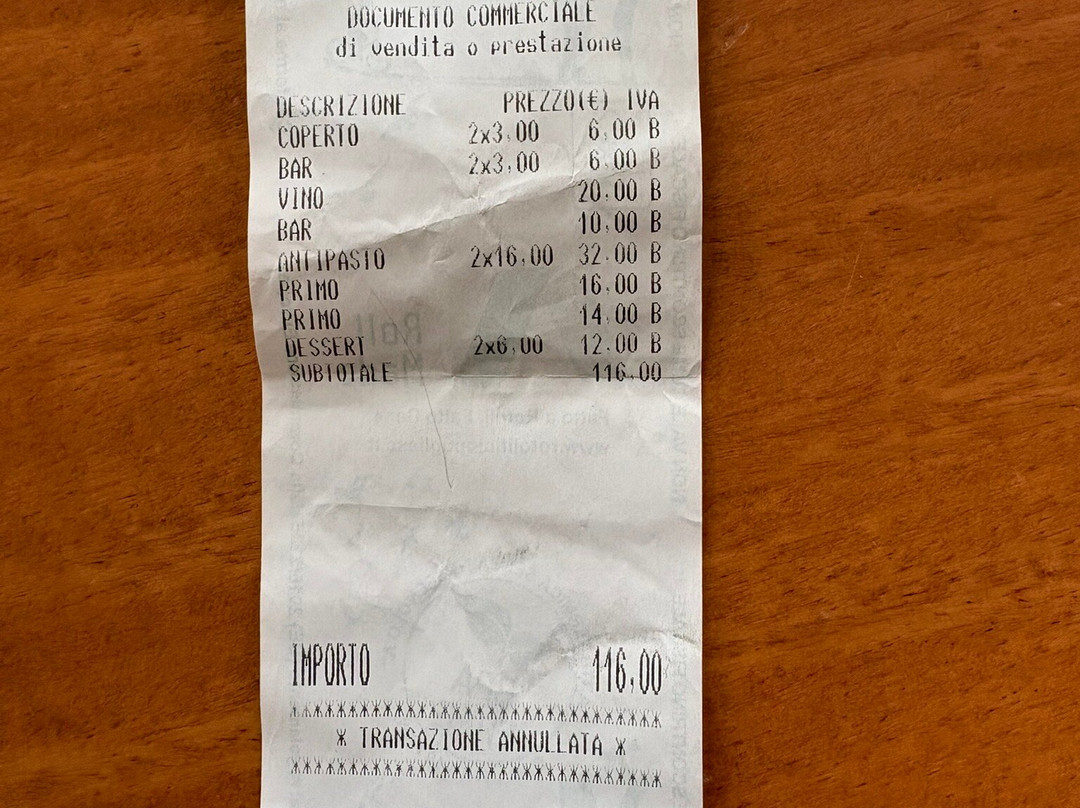 DOCUMENTO COMMERCIALE
di vendita o prestazione
DESCRIZIONE PREZZO(€) IVA
COPERTO 2x3,00 6,00 B
BAR 2x3,00 6,00 B
VINO 20,00 B
BAR 10,00 B
ANTIPASTO 2x16,00 32,00 B
PRIMO 16,00 B
PRIMO 14,00 B
DESSERT 2x6,00 12,00 B
SUBTOTALE 116,00
IMPORTO 116,00
* TRANSAZIONE ANNULLATA *